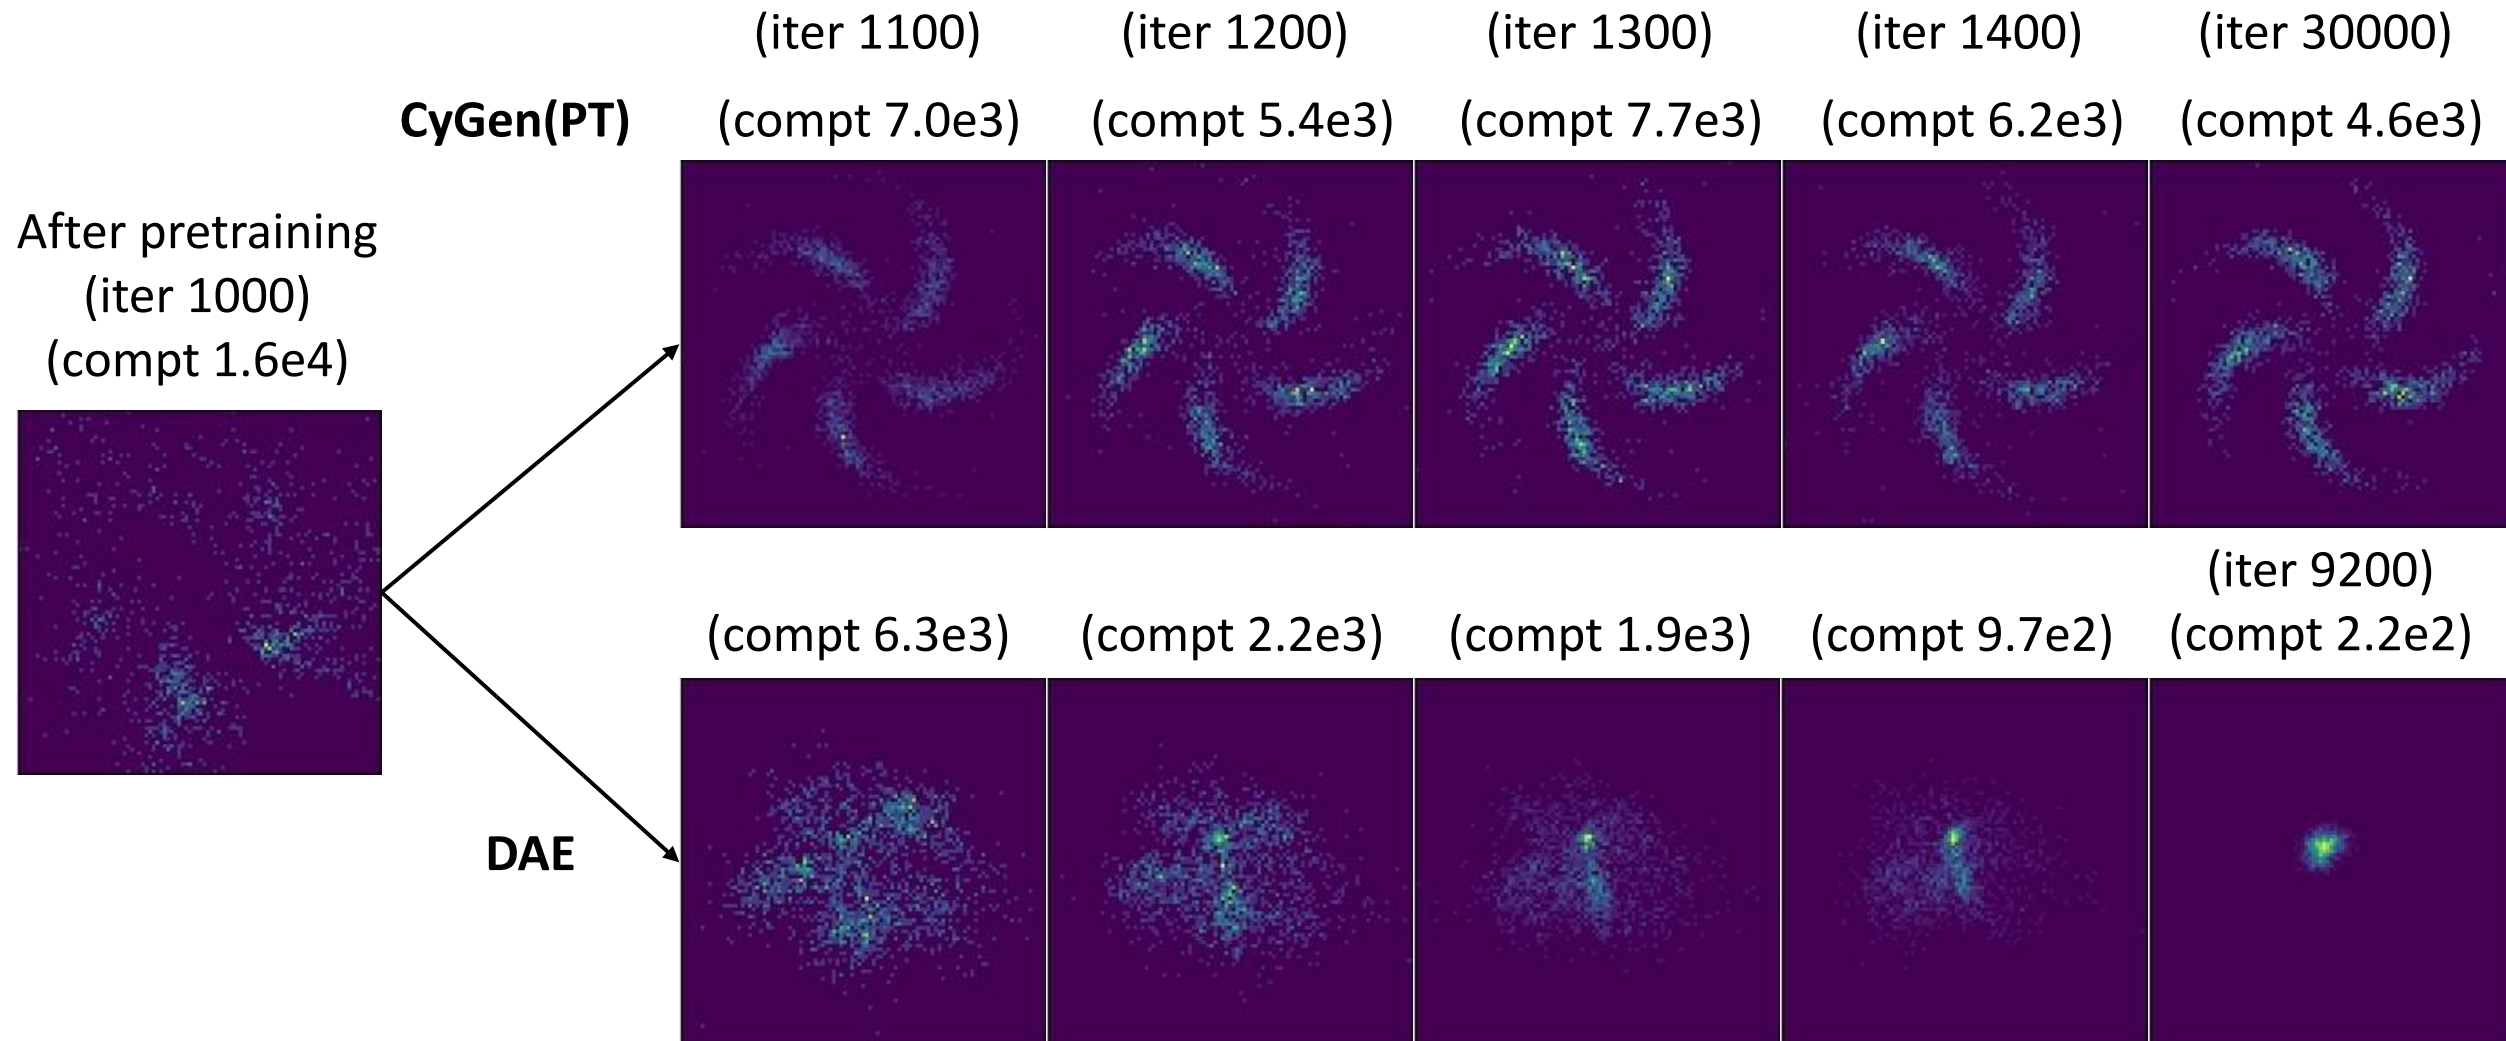 (iter 1100) (iter 1200) (iter 1300) (iter 1400) (iter 30000)
CyGen(PT) (compt 7.0e3) (compt 5.4e3) (compt 7.7e3) (compt 6.2e3) (compt 4.6e3)
After pretraining
(iter 1000)
(compt 1.6e4)
(iter 9200)
(compt 6.3e3) (compt 2.2e3) (compt 1.9e3) (compt 9.7e2) (compt 2.2e2)
DAE